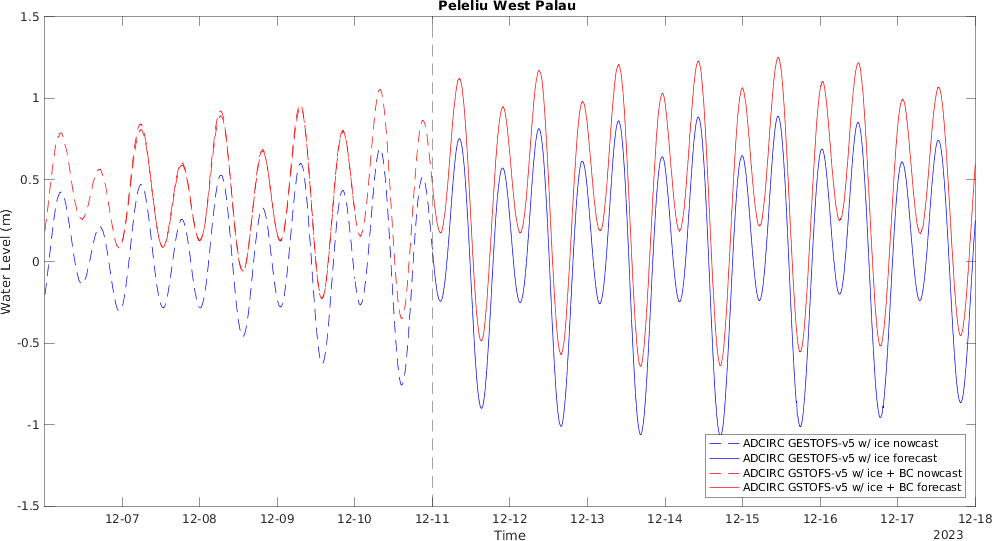 Peleliu West Palau
1.5
1
0.5
0
-0.5
-1
-1.5
Water Level (m)
ADCIRC GESTOFS-v5 w/ ice nowcast
ADCIRC GESTOFS-v5 w/ ice forecast
ADCIRC GSTOFS-v5 w/ ice + BC nowcast
ADCIRC GSTOFS-v5 w/ ice + BC forecast
12-07 12-08 12-09 12-10 12-11 12-12 12-13 12-14 12-15 12-16 12-17 12-18
Time
2023